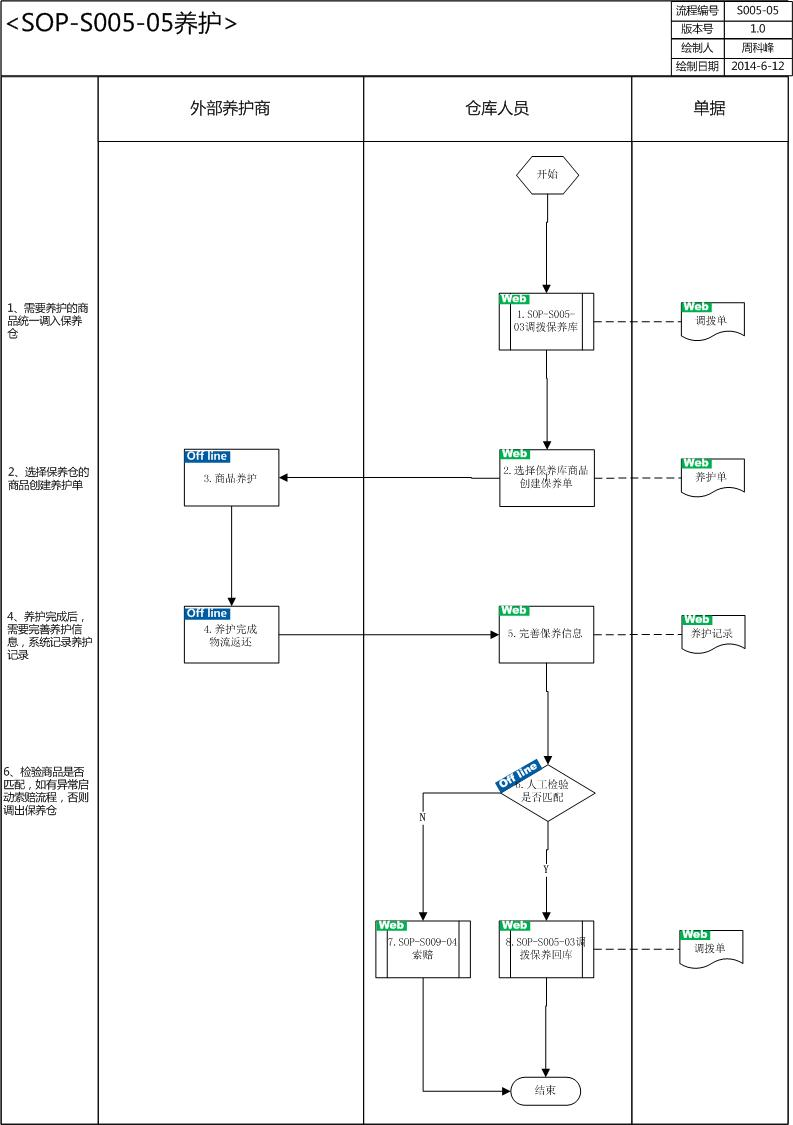 <SOP-S005-05养护>
流程编号 S005-05
版本号 1.0
绘制人 周科峰
绘制日期 2014-6-12
外部养护商 仓库人员 单据
开始
1、需要养护的商
品统一调入保养
仓
Web
1.SOP-S005-
03调拨保养库
Web
调拨单
2、选择保养仓的
商品创建养护单
Off line
3.商品养护
Web
2.选择保养库商品
创建保养单
Web
养护单
4、养护完成后，
需要完善养护信
息，系统记录养护
记录
Off line
4.养护完成
物流返还
Web
5.完善保养信息
Web
养护记录
6、检验商品是否
匹配，如有异常启
动索赔流程，否则
调出保养仓
Off line
6.人工检验
是否匹配
N
Y
Web
7.SOP-S009-04
索赔
Web
8.SOP-S005-03调
拨保养回库
Web
调拨单
结束